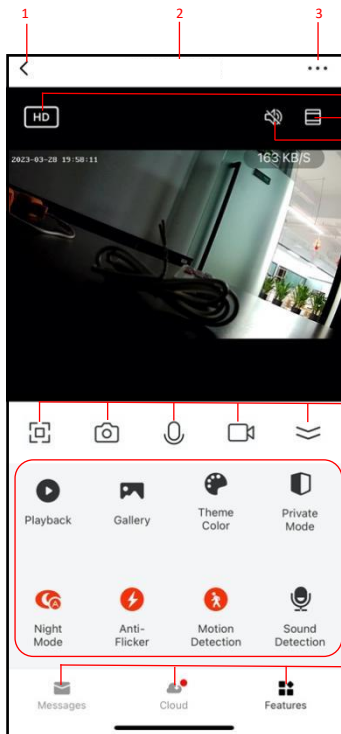 1 2 3
HD
2023-03-28 19:58:11
163 KB/S
Playback
Gallery
Theme
Color
Private
Mode
Night
Mode
Anti-
Flicker
Motion
Detection
Sound
Detection
Messages
Cloud
Features